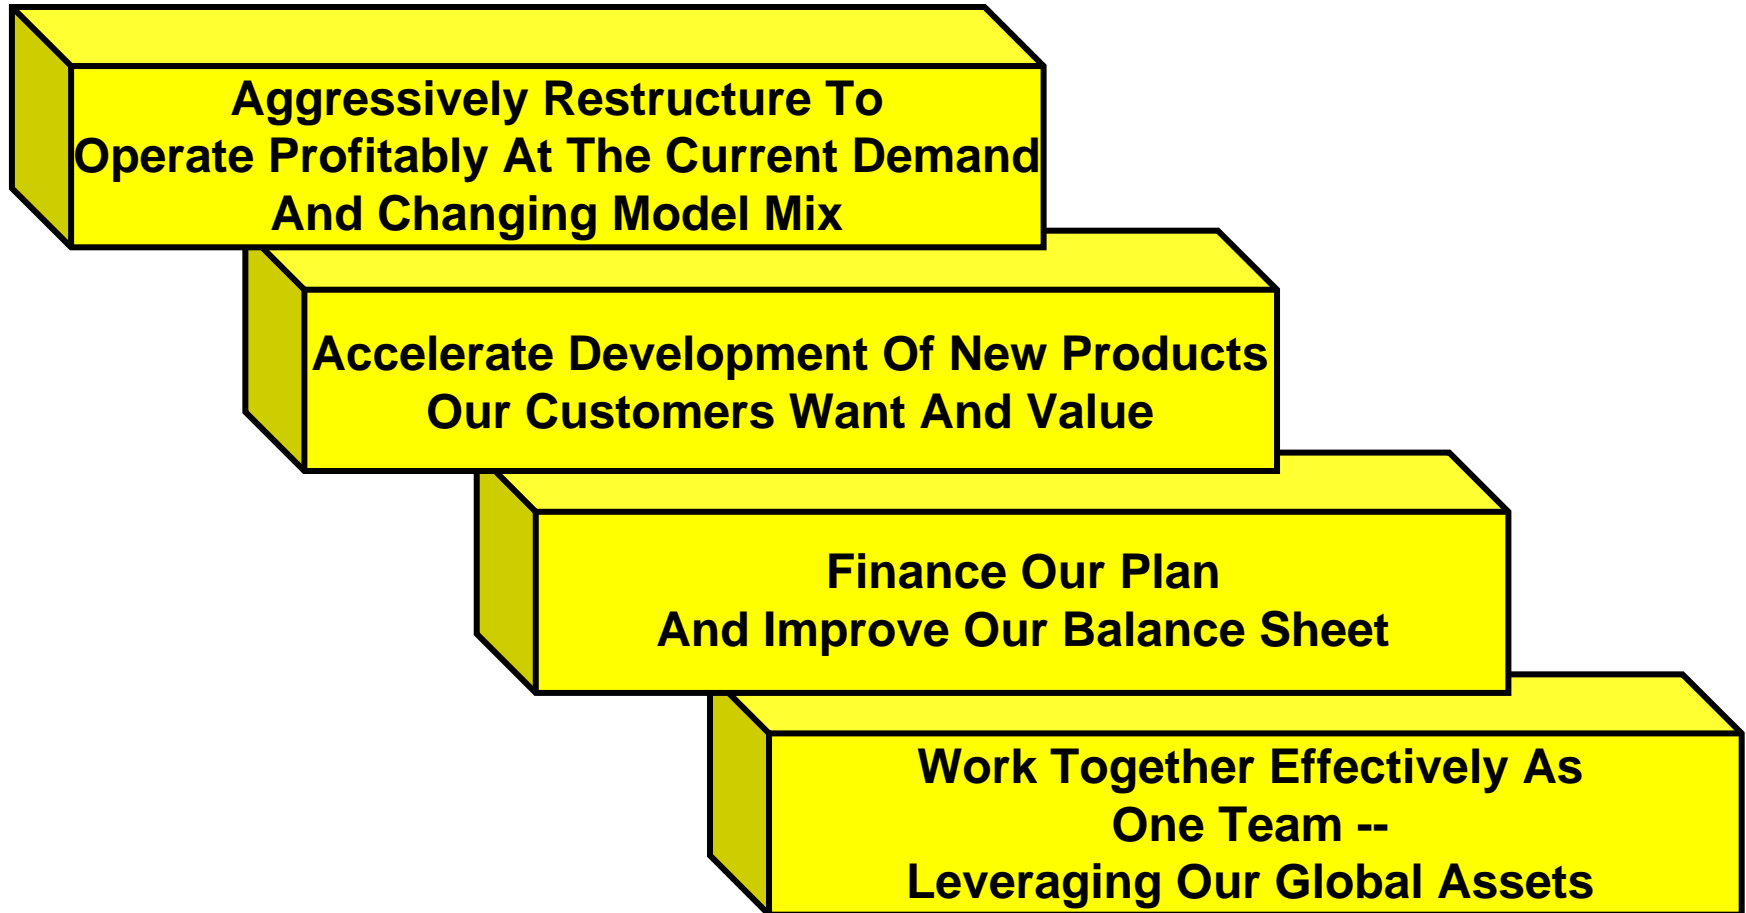 Aggressively Restructure To
Operate Profitably At The Current Demand
And Changing Model Mix
Accelerate Development Of New Products
Our Customers Want And Value
Finance Our Plan
And Improve Our Balance Sheet
Work Together Effectively As
One Team --
Leveraging Our Global Assets